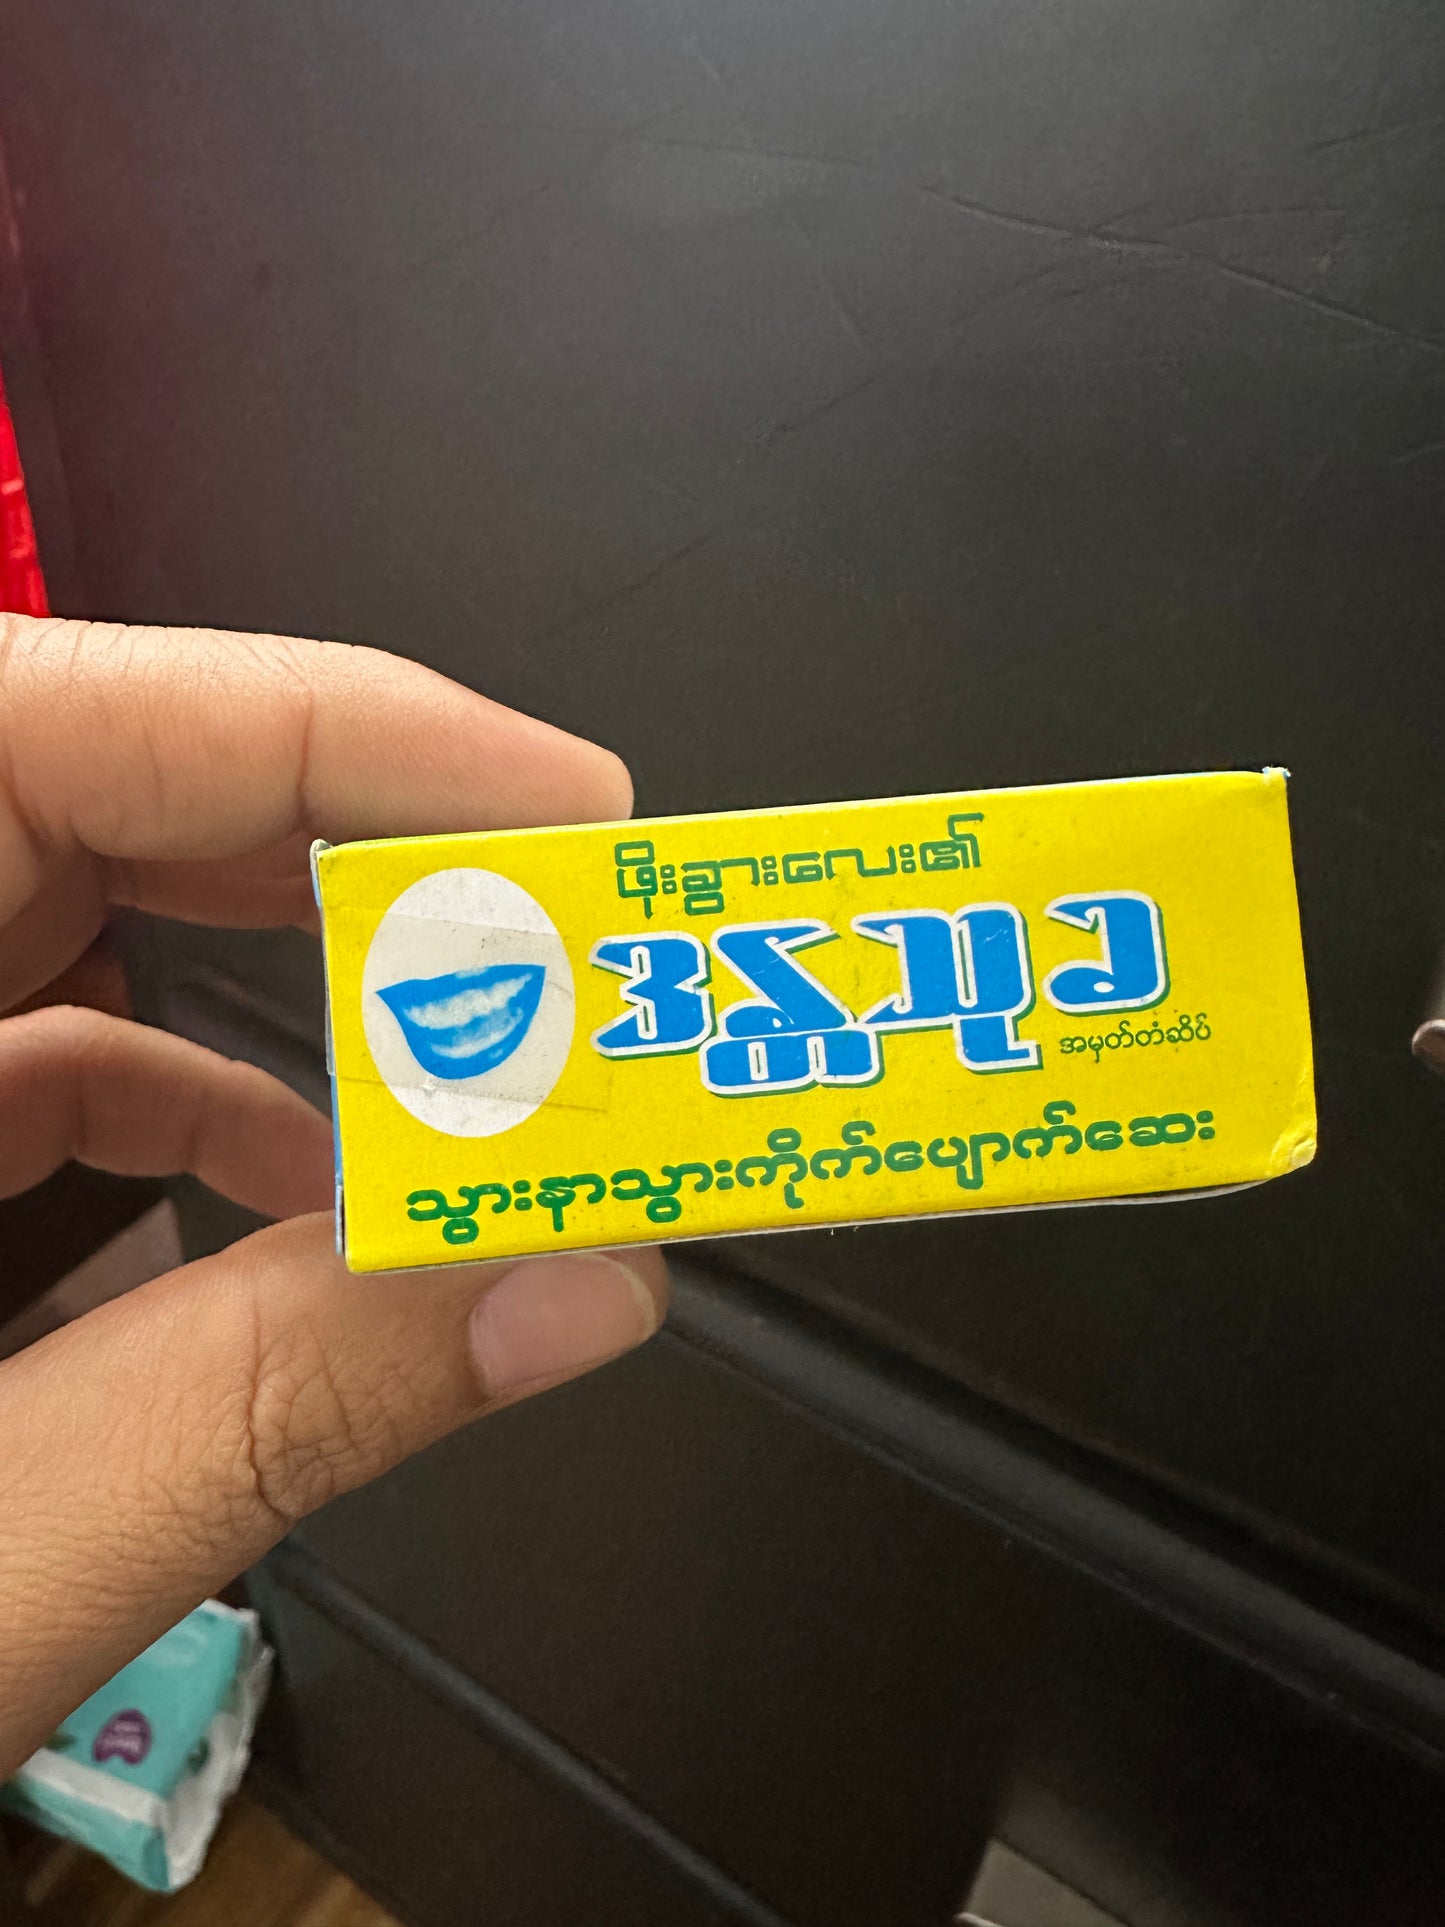 ဖိုးခွားလေး၏
ဒန္တသုခ
အမှတ်တံဆိပ်
သွားနာသွားကိုက်ပျောက်ဆေး